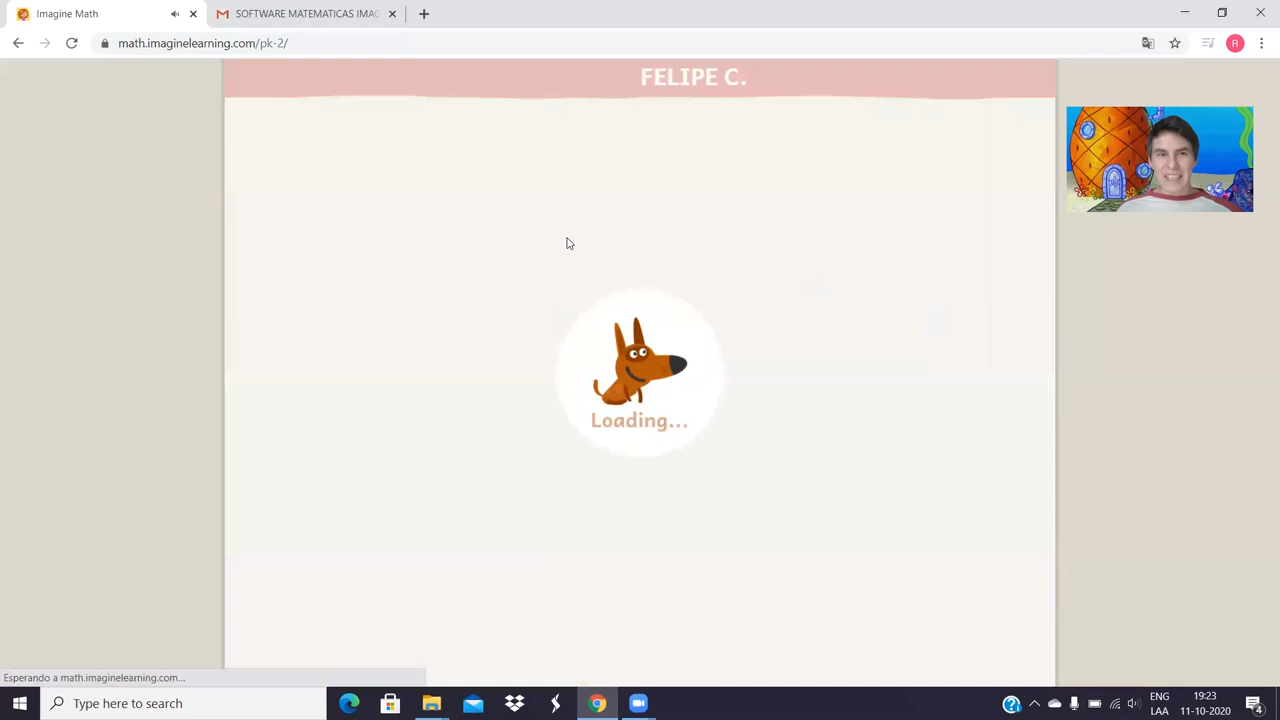 Imagine Math
SOFTWARE MATEMATICAS IMAG
math.imaginelearning.com/pk-2/
R
FELIPE C.
Loading...
Esperando a math.imaginelearning.com...
Type here to search
ENG
LAA
19:23
11-10-2020
4